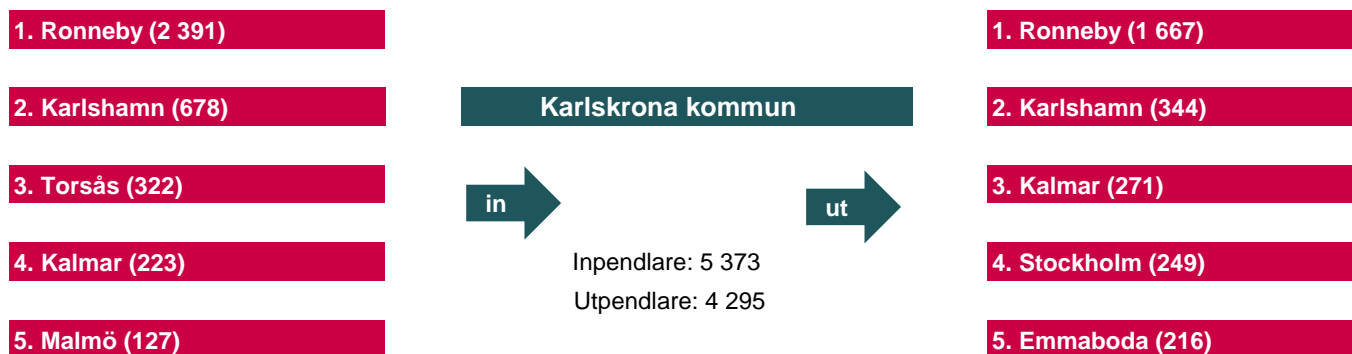 1. Ronneby (2 391)
2. Karlshamn (678)
3. Torsås (322)
4. Kalmar (223)
5. Malmö (127)
Karlskrona kommun
in
ut
Inpendlare: 5 373
Utpendlare: 4 295
1. Ronneby (1 667)
2. Karlshamn (344)
3. Kalmar (271)
4. Stockholm (249)
5. Emmaboda (216)